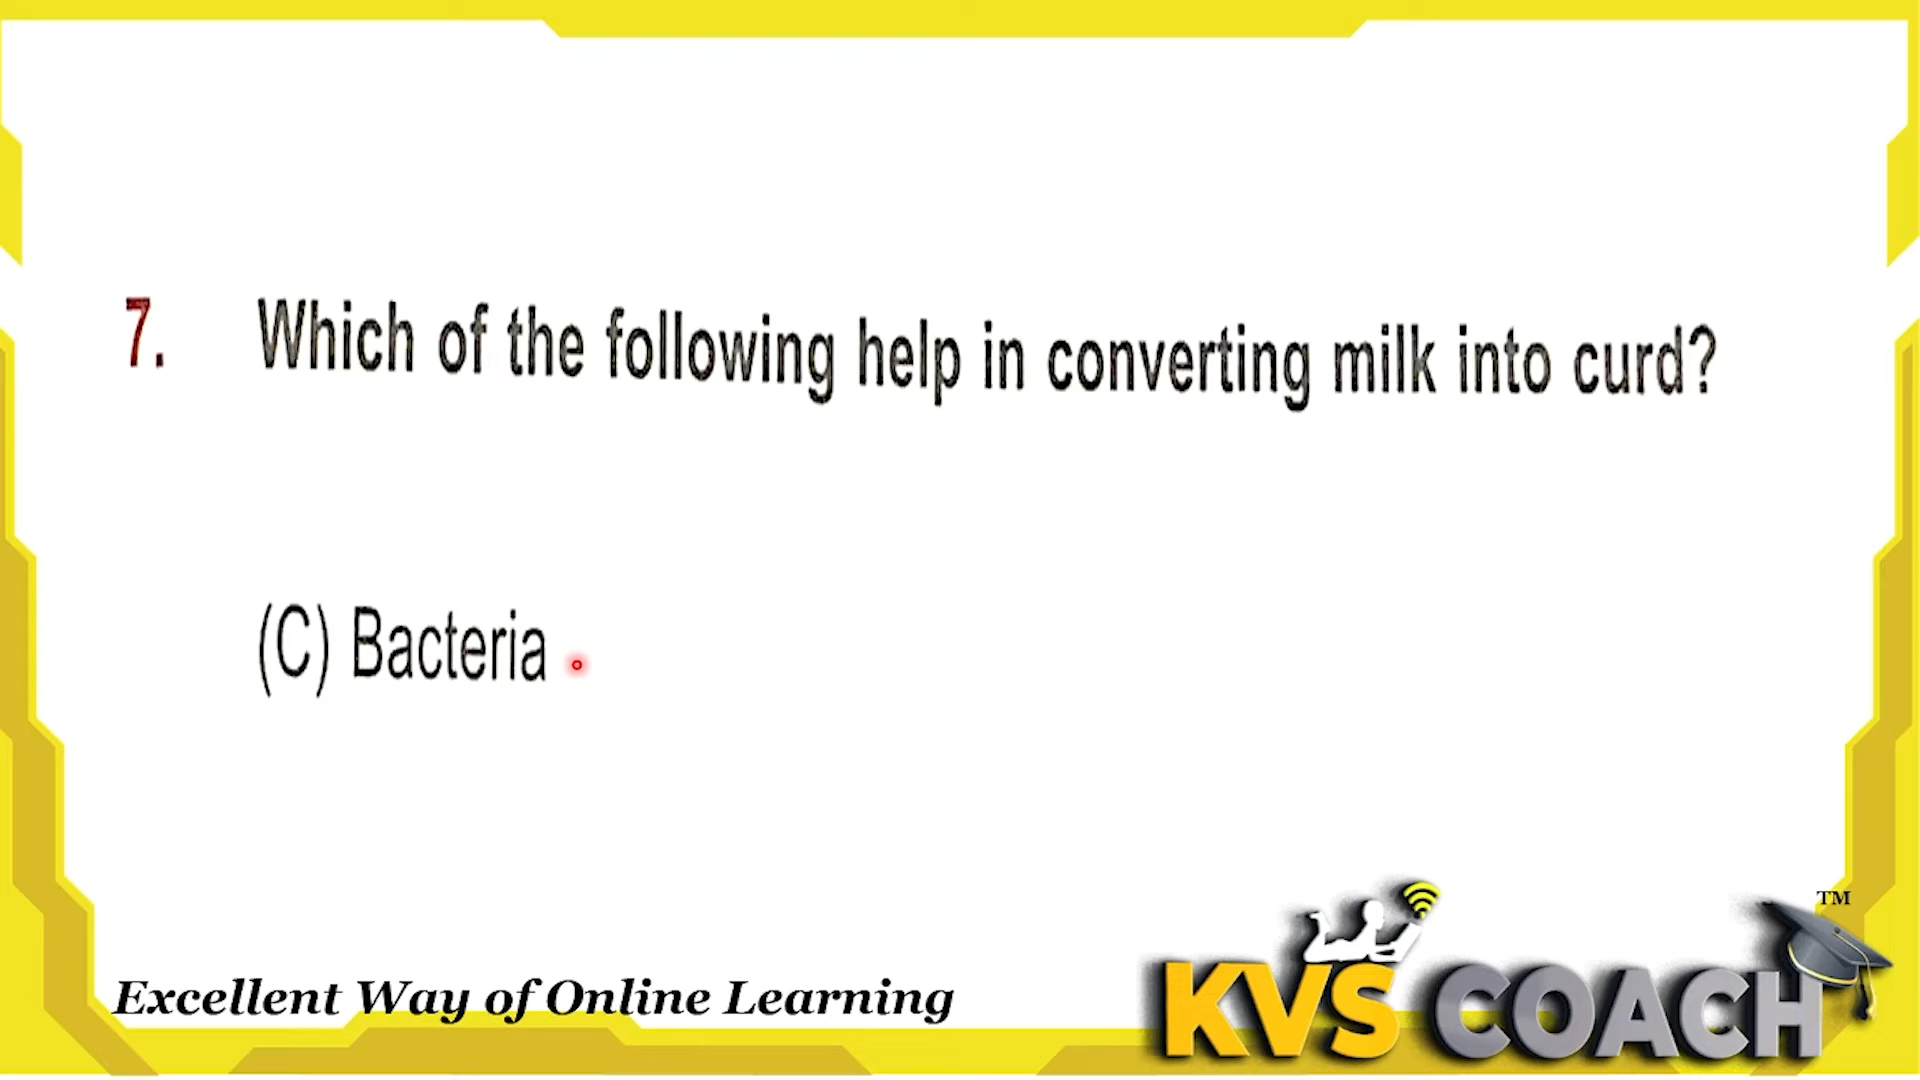 7. Which of the following help in converting milk into curd?
(C) Bacteria
Excellent Way of Online Learning
KVS COACH TM